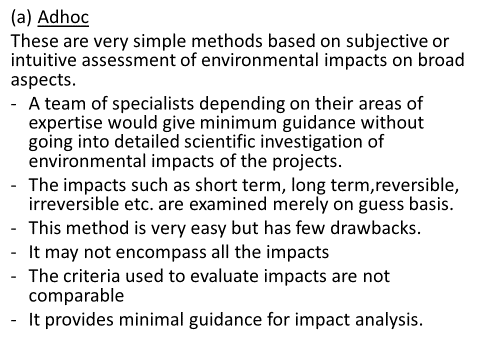 (a) Adhoc
These are very simple methods based on subjective or
intuitive assessment of environmental impacts on broad
aspects.
- A team of specialists depending on their areas of
expertise would give minimum guidance without
going into detailed scientific investigation of
environmental impacts of the projects.
- The impacts such as short term, long term,reversible,
irreversible etc. are examined merely on guess basis.
- This method is very easy but has few drawbacks.
- It may not encompass all the impacts
- The criteria used to evaluate impacts are not
comparable
- It provides minimal guidance for impact analysis.